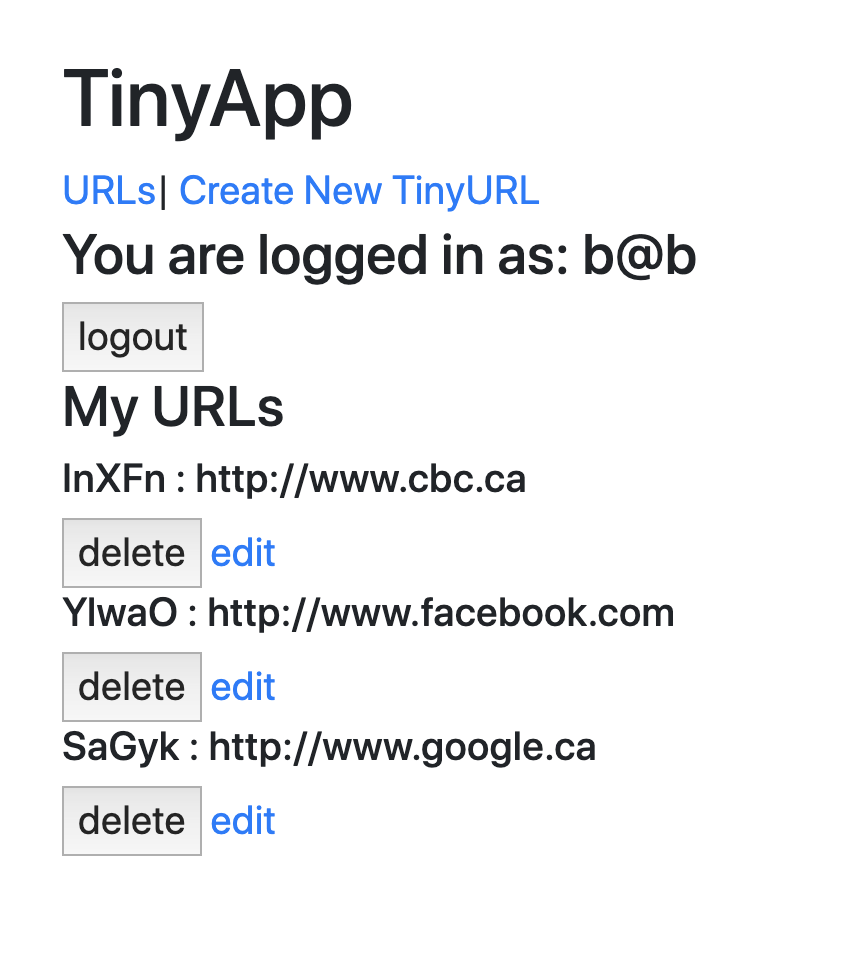 TinyApp
URLs| Create New TinyURL
You are logged in as: b@b
logout
My URLs
lnXFn : http://www.cbc.ca
delete edit
YlwaO : http://www.facebook.com
delete edit
SaGyk : http://www.google.ca
delete edit